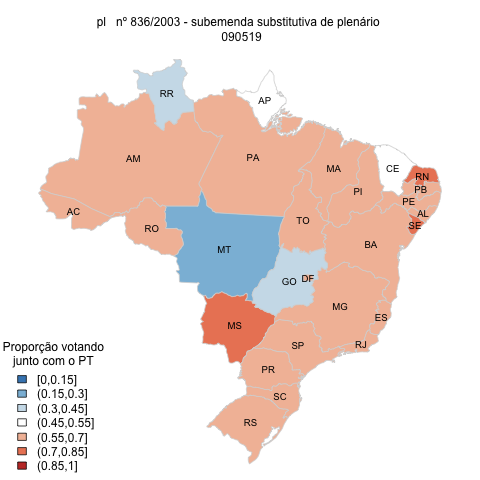 pl   nº 836/2003 - subemenda substitutiva de plenário
090519
RR
AP
AM
PA
MA
CE
RN
PB
PI
PE
AL
SE
AC
RO
TO
BA
MT
GO
DF
MG
ES
MS
SP
RJ
PR
SC
RS
Proporção votando
junto com o PT
[0,0.15]
(0.15,0.3]
(0.3,0.45]
(0.45,0.55]
(0.55,0.7]
(0.7,0.85]
(0.85,1]